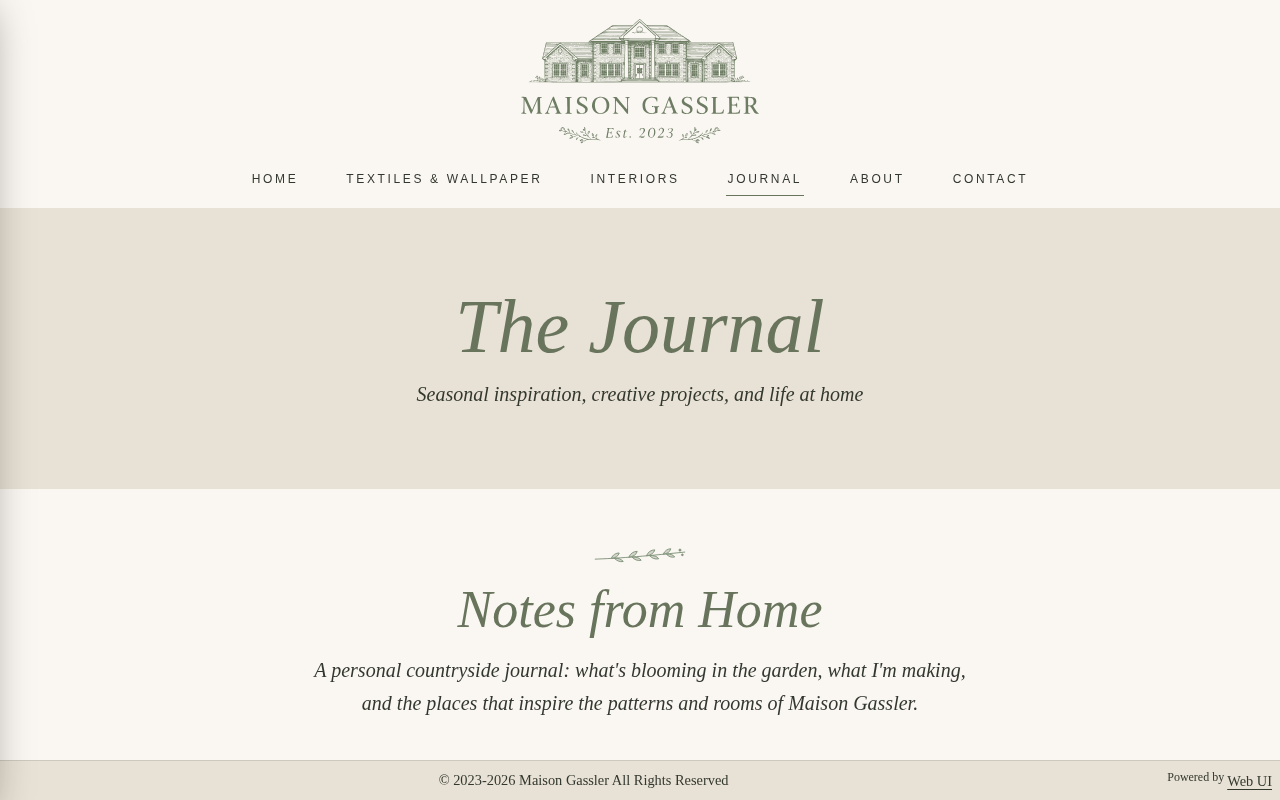 MAISON GASSLER
Est. 2023
HOME TEXTILES & WALLPAPER INTERIORS JOURNAL ABOUT CONTACT
The Journal
Seasonal inspiration, creative projects, and life at home
Notes from Home
A personal countryside journal: what's blooming in the garden, what I'm making,
and the places that inspire the patterns and rooms of Maison Gassler.
© 2023-2026 Maison Gassler All Rights Reserved
Powered by Web UI